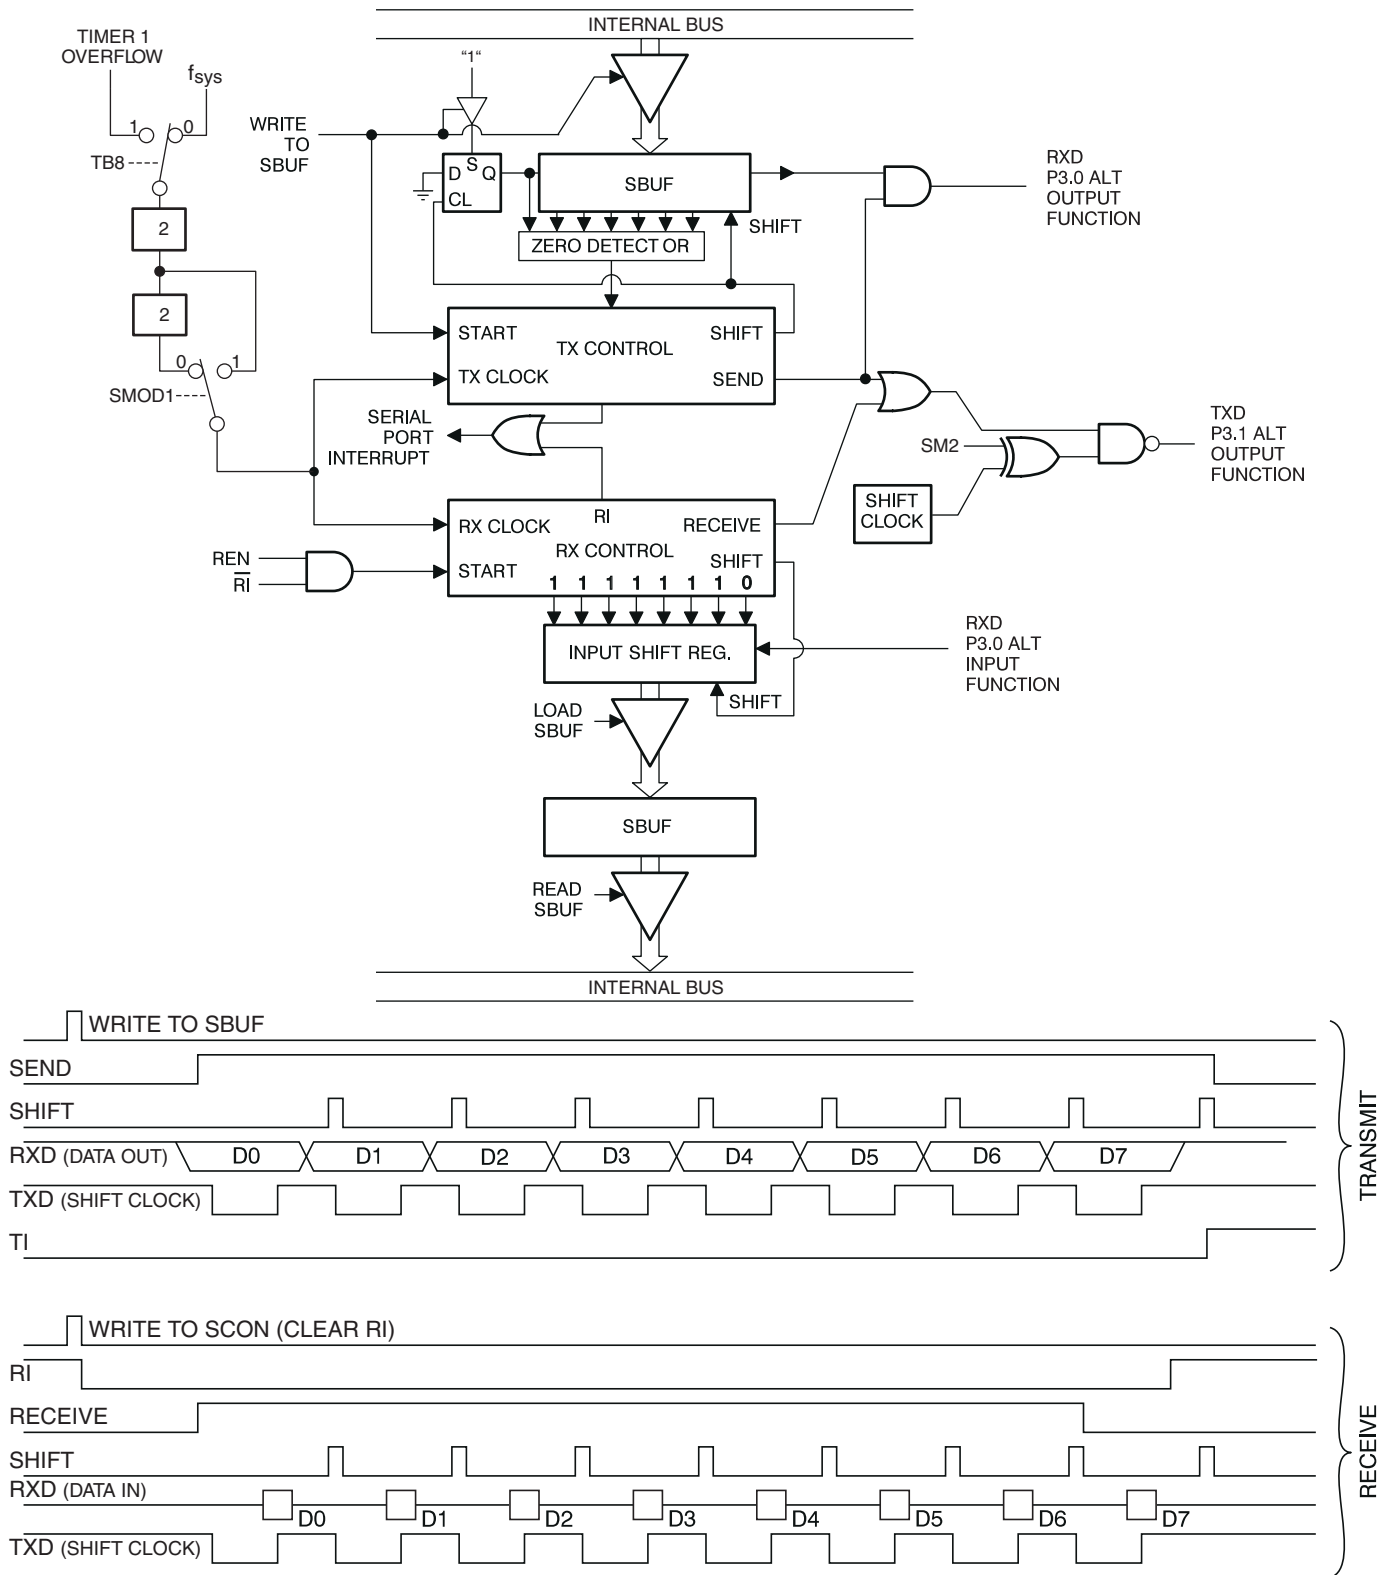 INTERNAL BUS
TIMER 1
OVERFLOW
fsys
"1"
1
0
TB8
WRITE
TO
SBUF
D
S
Q
CL
SBUF
SHIFT
ZERO DETECT OR
RXD
P3.0 ALT
OUTPUT
FUNCTION
2
2
0
1
SMOD1
START
TX CONTROL
SHIFT
TX CLOCK
SEND
SERIAL
PORT
INTERRUPT
SM2
TXD
P3.1 ALT
OUTPUT
FUNCTION
SHIFT
CLOCK
RX CLOCK
RI
RECEIVE
RX CONTROL
SHIFT
START
1 1 1 1 1 1 1 0
REN
RI
INPUT SHIFT REG.
RXD
P3.0 ALT
INPUT
FUNCTION
SHIFT
LOAD
SBUF
SBUF
READ
SBUF
INTERNAL BUS
WRITE TO SBUF
SEND
SHIFT
RXD (DATA OUT) D0 D1 D2 D3 D4 D5 D6 D7
TXD (SHIFT CLOCK)
TI
TRANSMIT
WRITE TO SCON (CLEAR RI)
RI
RECEIVE
SHIFT
RXD (DATA IN)
D0 D1 D2 D3 D4 D5 D6 D7
TXD (SHIFT CLOCK)
RECEIVE